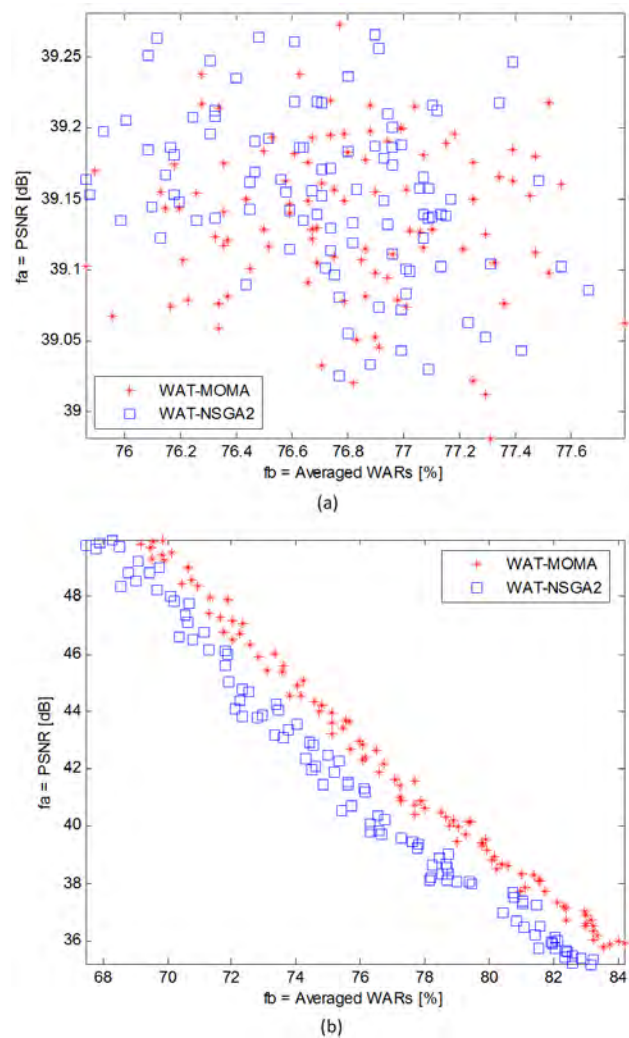 39.25
39.2
39.15
39.1
39.05
39
fa = PSNR [dB]
WAT-MOMA
WAT-NSGA2
76 76.2 76.4 76.6 76.8 77 77.2 77.4 77.6
fb = Averaged WARs [%]
(a)
48
46
44
42
40
38
36
fa = PSNR [dB]
WAT-MOMA
WAT-NSGA2
68 70 72 74 76 78 80 82 84
fb = Averaged WARs [%]
(b)